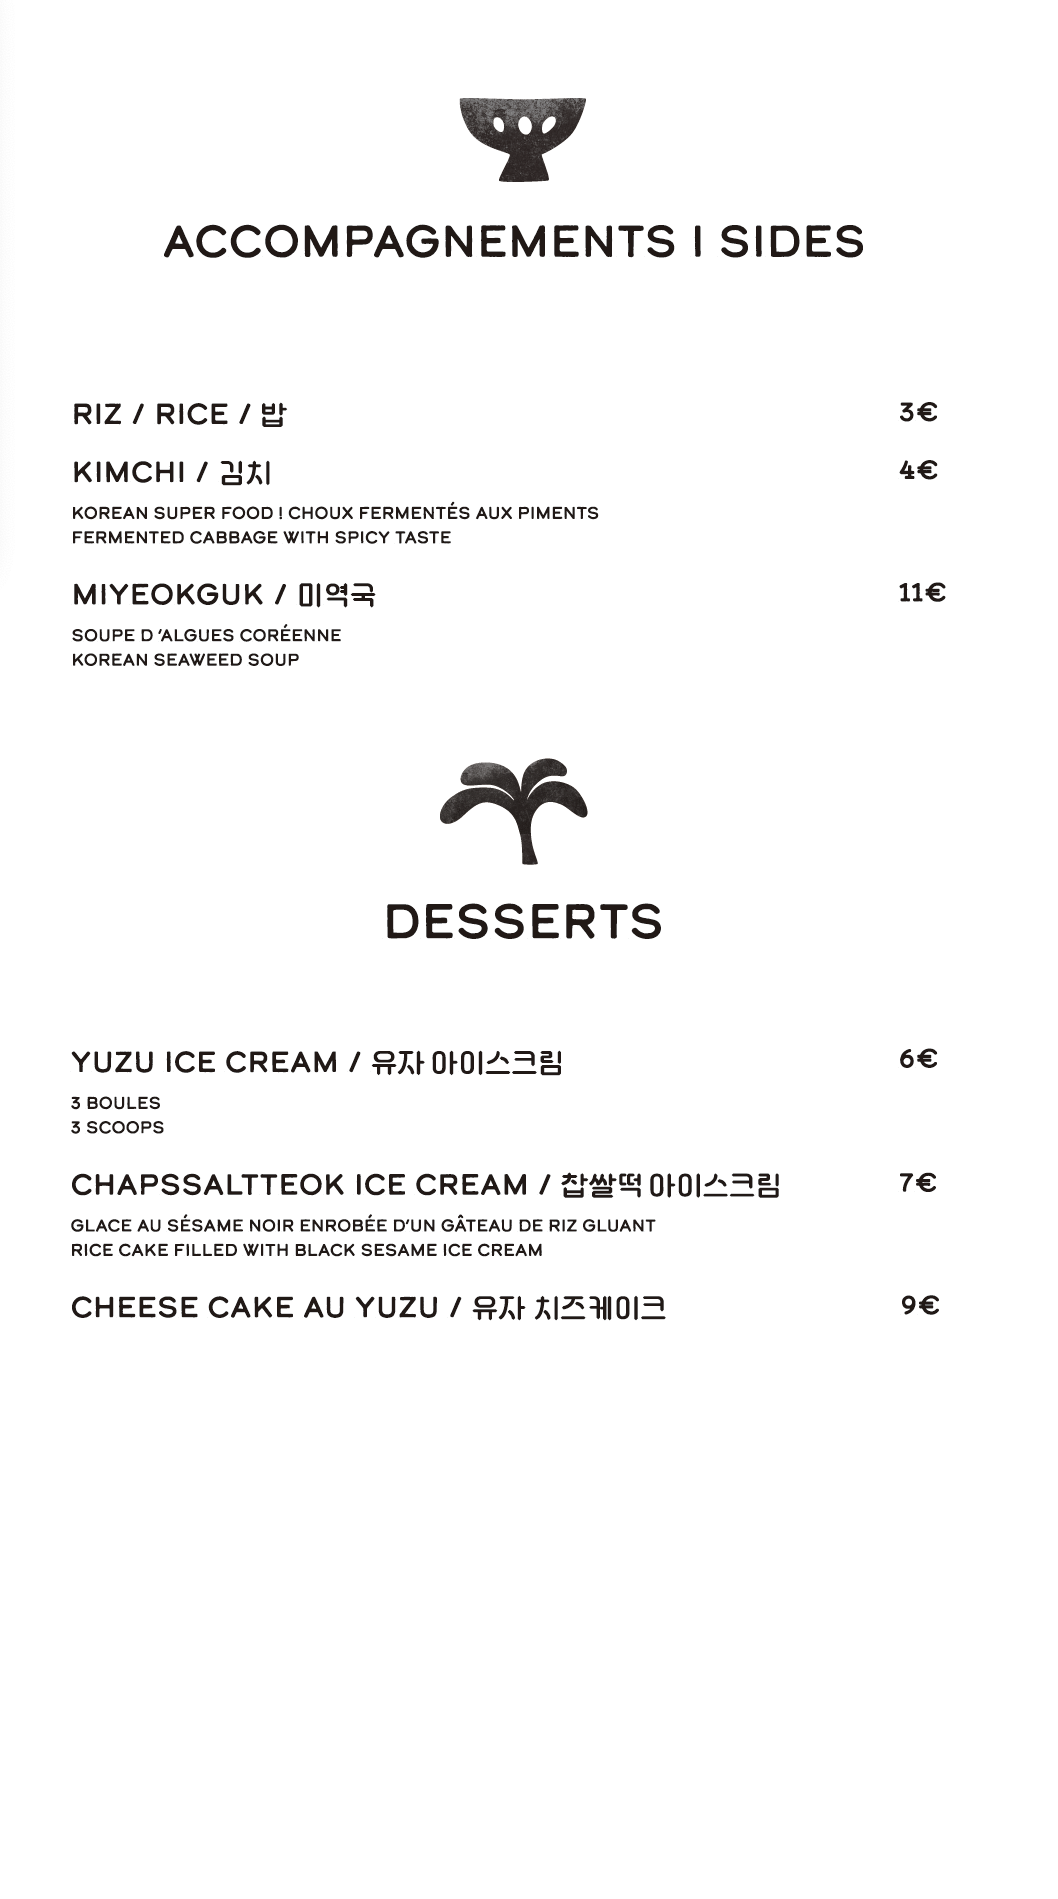 ACCOMPAGNEMENTS I SIDES
RIZ / RICE / 밥 3€
KIMCHI / 김치 4€
KOREAN SUPER FOOD ! CHOUX FERMENTÉS AUX PIMENTS
FERMENTED CABBAGE WITH SPICY TASTE
MIYEOKGUK / 미역국 11€
SOUPE D ’ALGUES CORÉENNE
KOREAN SEAWEED SOUP
DESSERTS
YUZU ICE CREAM / 유자 아이스크림 6€
3 BOULES
3 SCOOPS
CHAPSSALTTEOK ICE CREAM / 찹쌀떡 아이스크림 7€
GLACE AU SÉSAME NOIR ENROBÉE D’UN GÂTEAU DE RIZ GLUANT
RICE CAKE FILLED WITH BLACK SESAME ICE CREAM
CHEESE CAKE AU YUZU / 유자 치즈케이크 9€